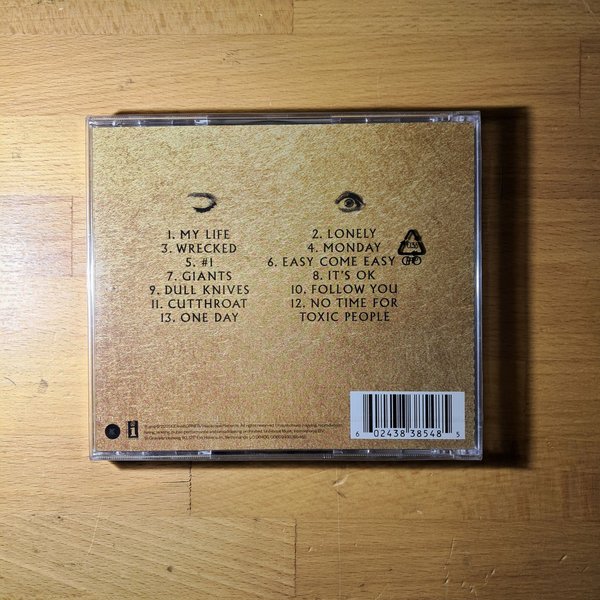 1. MY LIFE
2. LONELY
3. WRECKED
4. MONDAY
5. #1
6. EASY COME EASY GO
7. GIANTS
8. IT'S OK
9. DULL KNIVES
10. FOLLOW YOU
11. CUTTHROAT
12. NO TIME FOR
TOXIC PEOPLE
13. ONE DAY
6 02438 38548 5